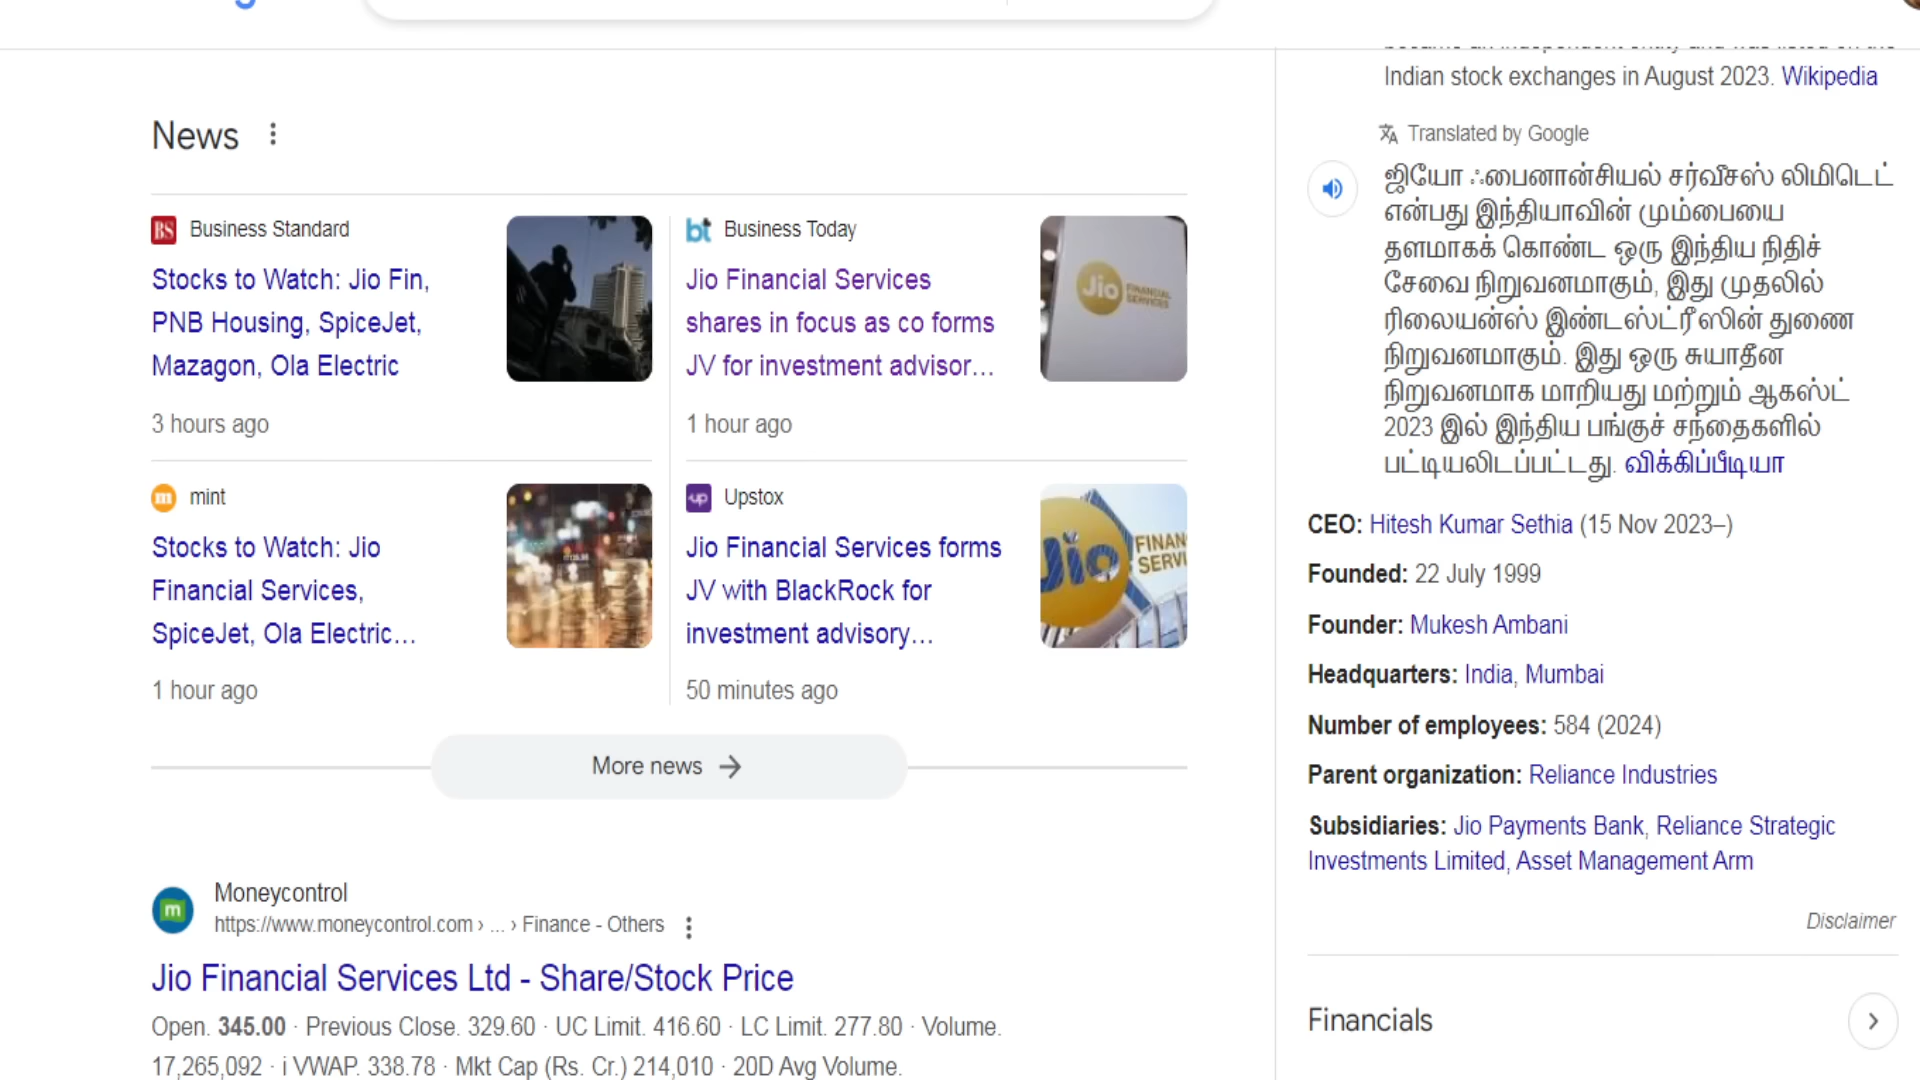 News
Business Standard
Stocks to Watch: Jio Fin,
PNB Housing, SpiceJet,
Mazagon, Ola Electric
3 hours ago
Business Today
Jio Financial Services
shares in focus as co forms
JV for investment advisor...
1 hour ago
Jio FINANCIAL SERVICES
mint
Stocks to Watch: Jio
Financial Services,
SpiceJet, Ola Electric...
1 hour ago
Upstox
Jio Financial Services forms
JV with BlackRock for
investment advisory...
50 minutes ago
Jio
More news
Moneycontrol
https://www.moneycontrol.com › ... › Finance - Others
Jio Financial Services Ltd - Share/Stock Price
Open. 345.00 · Previous Close. 329.60 · UC Limit. 416.60 · LC Limit. 277.80 · Volume.
17,265,092 · i VWAP. 338.78 · Mkt Cap (Rs. Cr.) 214,010 · 20D Avg Volume.
Indian stock exchanges in August 2023. Wikipedia
Translated by Google
ஜியோ ஃபைனான்சியல் சர்வீசஸ் லிமிடெட்
என்பது இந்தியாவின் மும்பையை
தளமாகக் கொண்ட ஒரு இந்திய நிதிச்
சேவை நிறுவனமாகும், இது முதலில்
ரிலையன்ஸ் இண்டஸ்ட்ரீஸின் துணை
நிறுவனமாகும். இது ஒரு சுயாதீன
நிறுவனமாக மாறியது மற்றும் ஆகஸ்ட்
2023 இல் இந்திய பங்குச் சந்தைகளில்
பட்டியலிடப்பட்டது. விக்கிப்பீடியா
CEO: Hitesh Kumar Sethia (15 Nov 2023–)
Founded: 22 July 1999
Founder: Mukesh Ambani
Headquarters: India, Mumbai
Number of employees: 584 (2024)
Parent organization: Reliance Industries
Subsidiaries: Jio Payments Bank, Reliance Strategic
Investments Limited, Asset Management Arm
Disclaimer
Financials